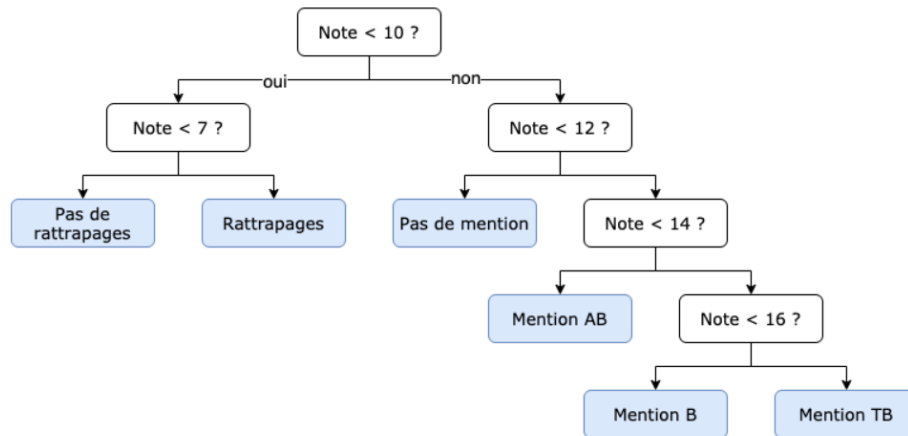 Note < 10 ?
oui
non
Note < 7 ?
Note < 12 ?
Pas de
rattrapages
Rattrapages
Pas de mention
Note < 14 ?
Mention AB
Note < 16 ?
Mention B
Mention TB